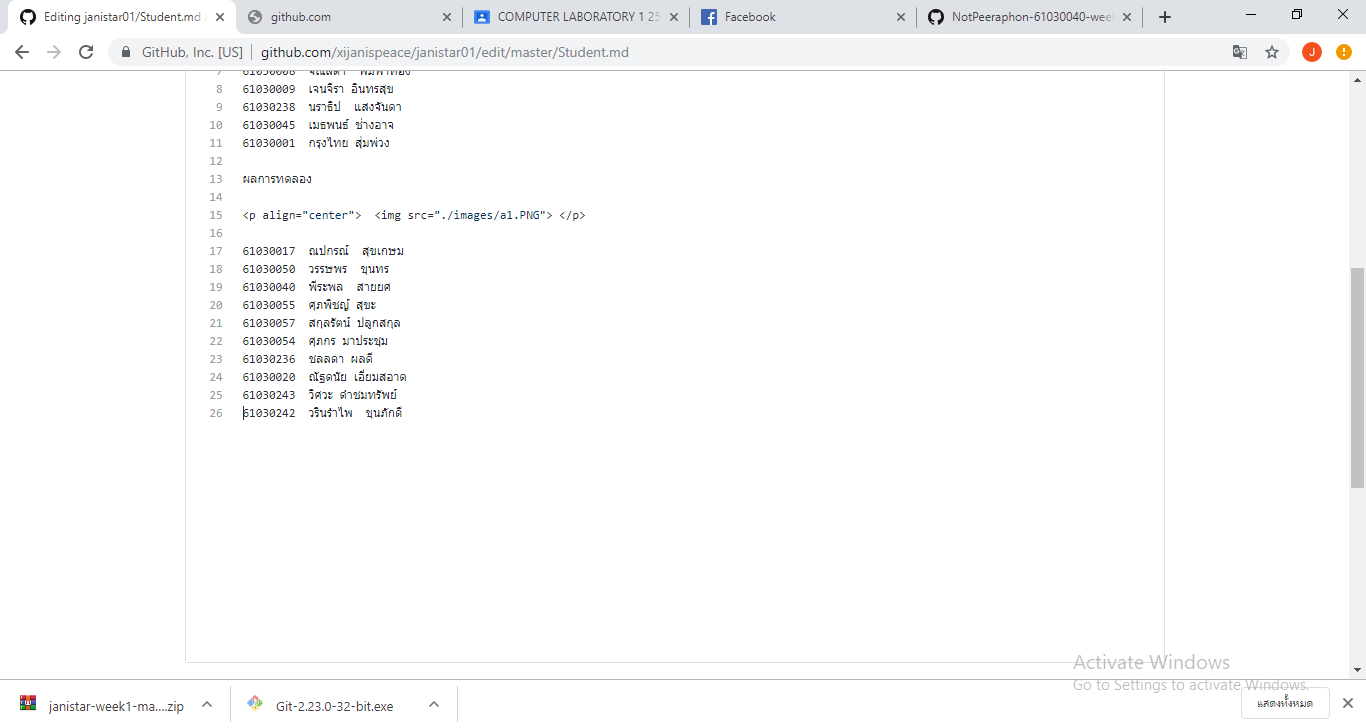 Editing janistar01/Student.md
github.com
COMPUTER LABORATORY 1 25
Facebook
NotPeeraphon-61030040-wee
GitHub, Inc. [US] | github.com/xijanispeace/janistar01/edit/master/Student.md
J
8 61030009 เจนจิรา อินทรสุข
9 61030238 นราธิป แสงจันดา
10 61030045 เมธพนธ์ ช่างอาจ
11 61030001 กรุงไทย สุ่มพ่วง
12
13 ผลการทดลอง
14
15 <p align="center"> <img src="./images/a1.PNG"> </p>
16
17 61030017 ณปกรณ์ สุขเกษม
18 61030050 วรรษพร ขุนทร
19 61030040 พีระพล สายยศ
20 61030055 ศุภพิชญ์ สุขะ
21 61030057 สกุลรัตน์ ปลูกสกุล
22 61030054 ศุภกร มาประชุม
23 61030236 ชลลดา ผลดี
24 61030020 ณัฐดนัย เอี่ยมสอาด
25 61030243 วิศวะ ดำชมทรัพย์
26 61030242 วรินรำไพ ขุนภักดี
Activate Windows
Go to Settings to activate Windows.
janistar-week1-ma....zip
Git-2.23.0-32-bit.exe
แสดงทั้งหมด